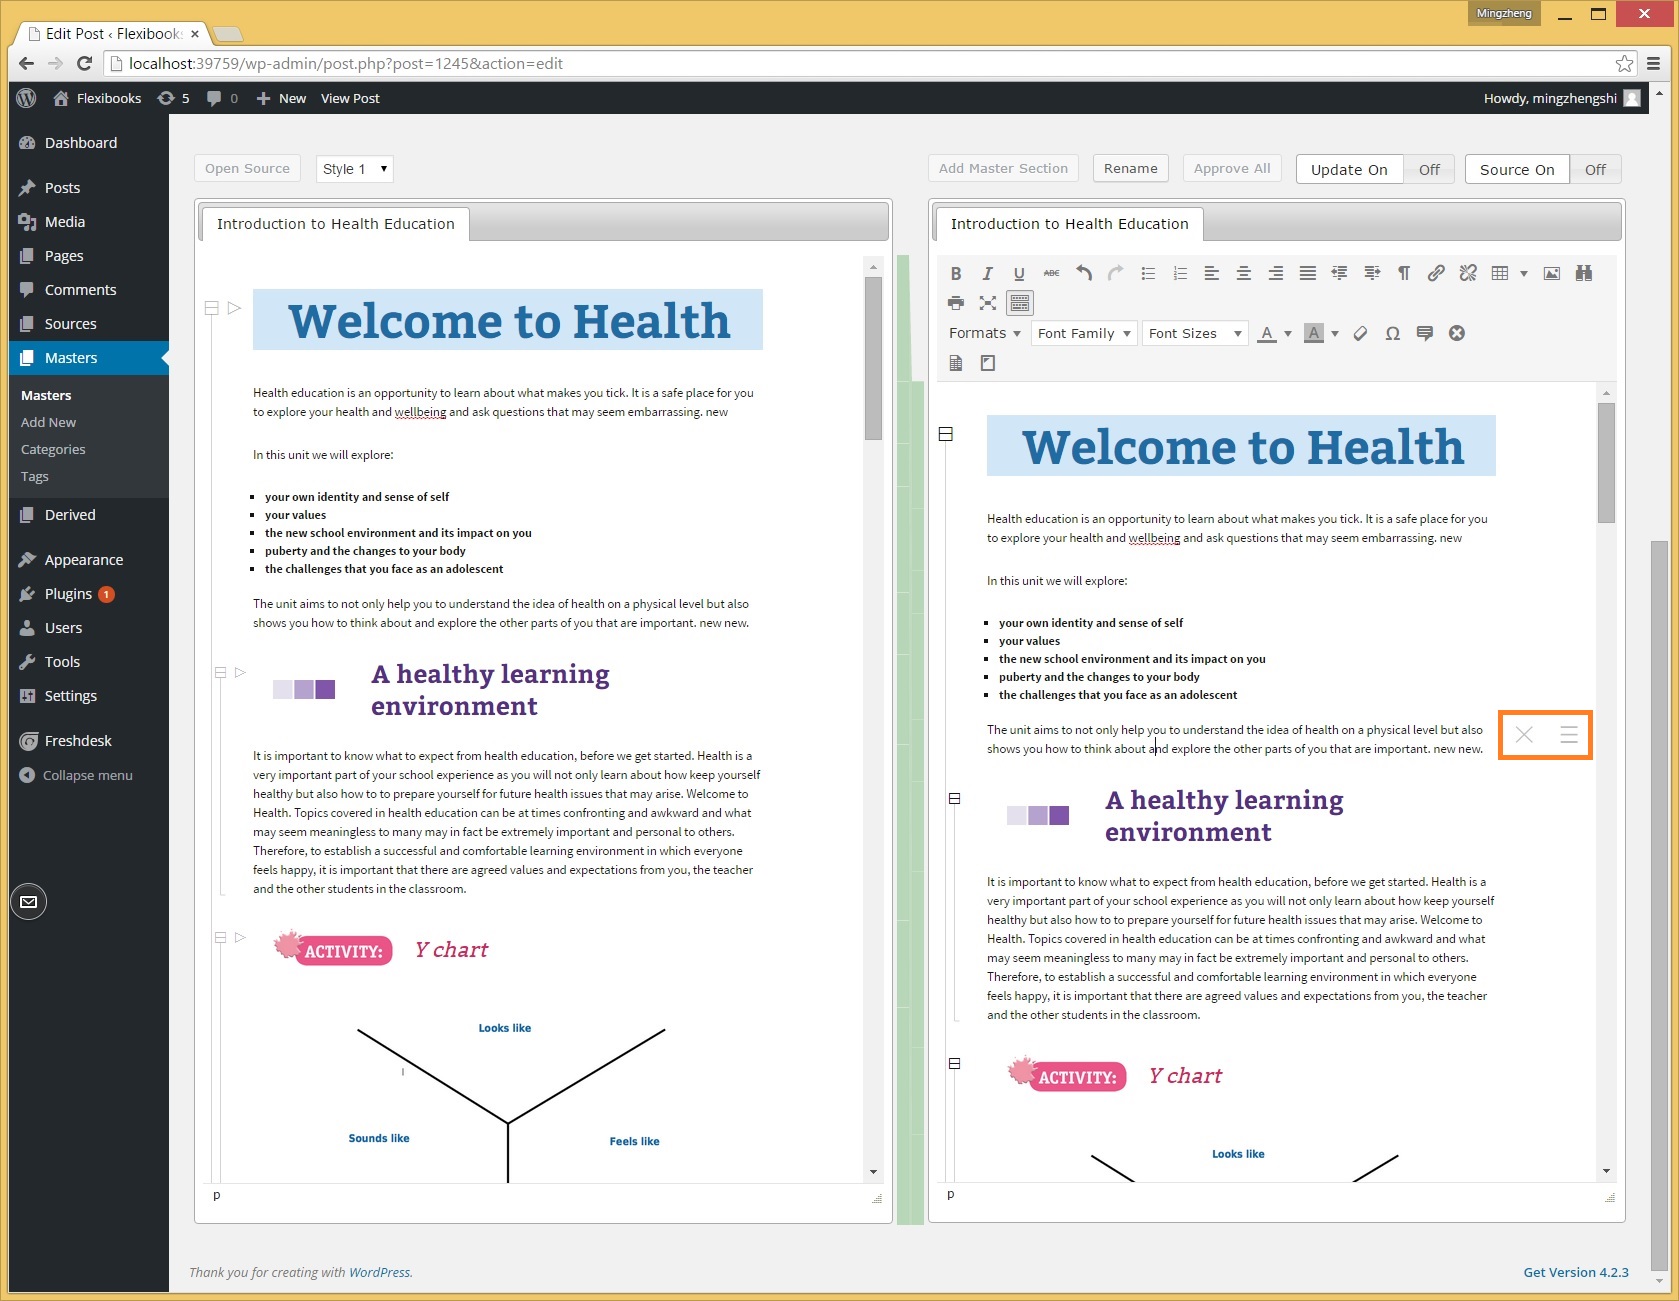 Mingzheng
Edit Post ‹ Flexibooks
localhost:39759/wp-admin/post.php?post=1245&action=edit
Flexibooks 5 0 New View Post
Howdy, mingzhengshi
Dashboard
Posts
Media
Pages
Comments
Sources
Masters
Masters
Add New
Categories
Tags
Derived
Appearance
Plugins 1
Users
Tools
Settings
Freshdesk
Collapse menu
Open Source Style 1
Introduction to Health Education
Welcome to Health
Health education is an opportunity to learn about what makes you tick. It is a safe place for you
to explore your health and wellbeing and ask questions that may seem embarrassing. new
In this unit we will explore:
your own identity and sense of self
your values
the new school environment and its impact on you
puberty and the changes to your body
the challenges that you face as an adolescent
The unit aims to not only help you to understand the idea of health on a physical level but also
shows you how to think about and explore the other parts of you that are important. new new.
A healthy learning
environment
It is important to know what to expect from health education, before we get started. Health is a
very important part of your school experience as you will not only learn about how keep yourself
healthy but also how to to prepare yourself for future health issues that may arise. Welcome to
Health. Topics covered in health education can be at times confronting and awkward and what
may seem meaningless to many may in fact be extremely important and personal to others.
Therefore, to establish a successful and comfortable learning environment in which everyone
feels happy, it is important that there are agreed values and expectations from you, the teacher
and the other students in the classroom.
ACTIVITY: Y chart
Looks like
Sounds like
Feels like
p
Add Master Section Rename Approve All Update On Off Source On Off
Introduction to Health Education
B I U ABC
Formats Font Family Font Sizes A A Ω
Welcome to Health
Health education is an opportunity to learn about what makes you tick. It is a safe place for you
to explore your health and wellbeing and ask questions that may seem embarrassing. new
In this unit we will explore:
your own identity and sense of self
your values
the new school environment and its impact on you
puberty and the changes to your body
the challenges that you face as an adolescent
The unit aims to not only help you to understand the idea of health on a physical level but also
shows you how to think about and explore the other parts of you that are important. new new.
A healthy learning
environment
It is important to know what to expect from health education, before we get started. Health is a
very important part of your school experience as you will not only learn about how keep yourself
healthy but also how to to prepare yourself for future health issues that may arise. Welcome to
Health. Topics covered in health education can be at times confronting and awkward and what
may seem meaningless to many may in fact be extremely important and personal to others.
Therefore, to establish a successful and comfortable learning environment in which everyone
feels happy, it is important that there are agreed values and expectations from you, the teacher
and the other students in the classroom.
ACTIVITY: Y chart
Looks like
p
Thank you for creating with WordPress.
Get Version 4.2.3